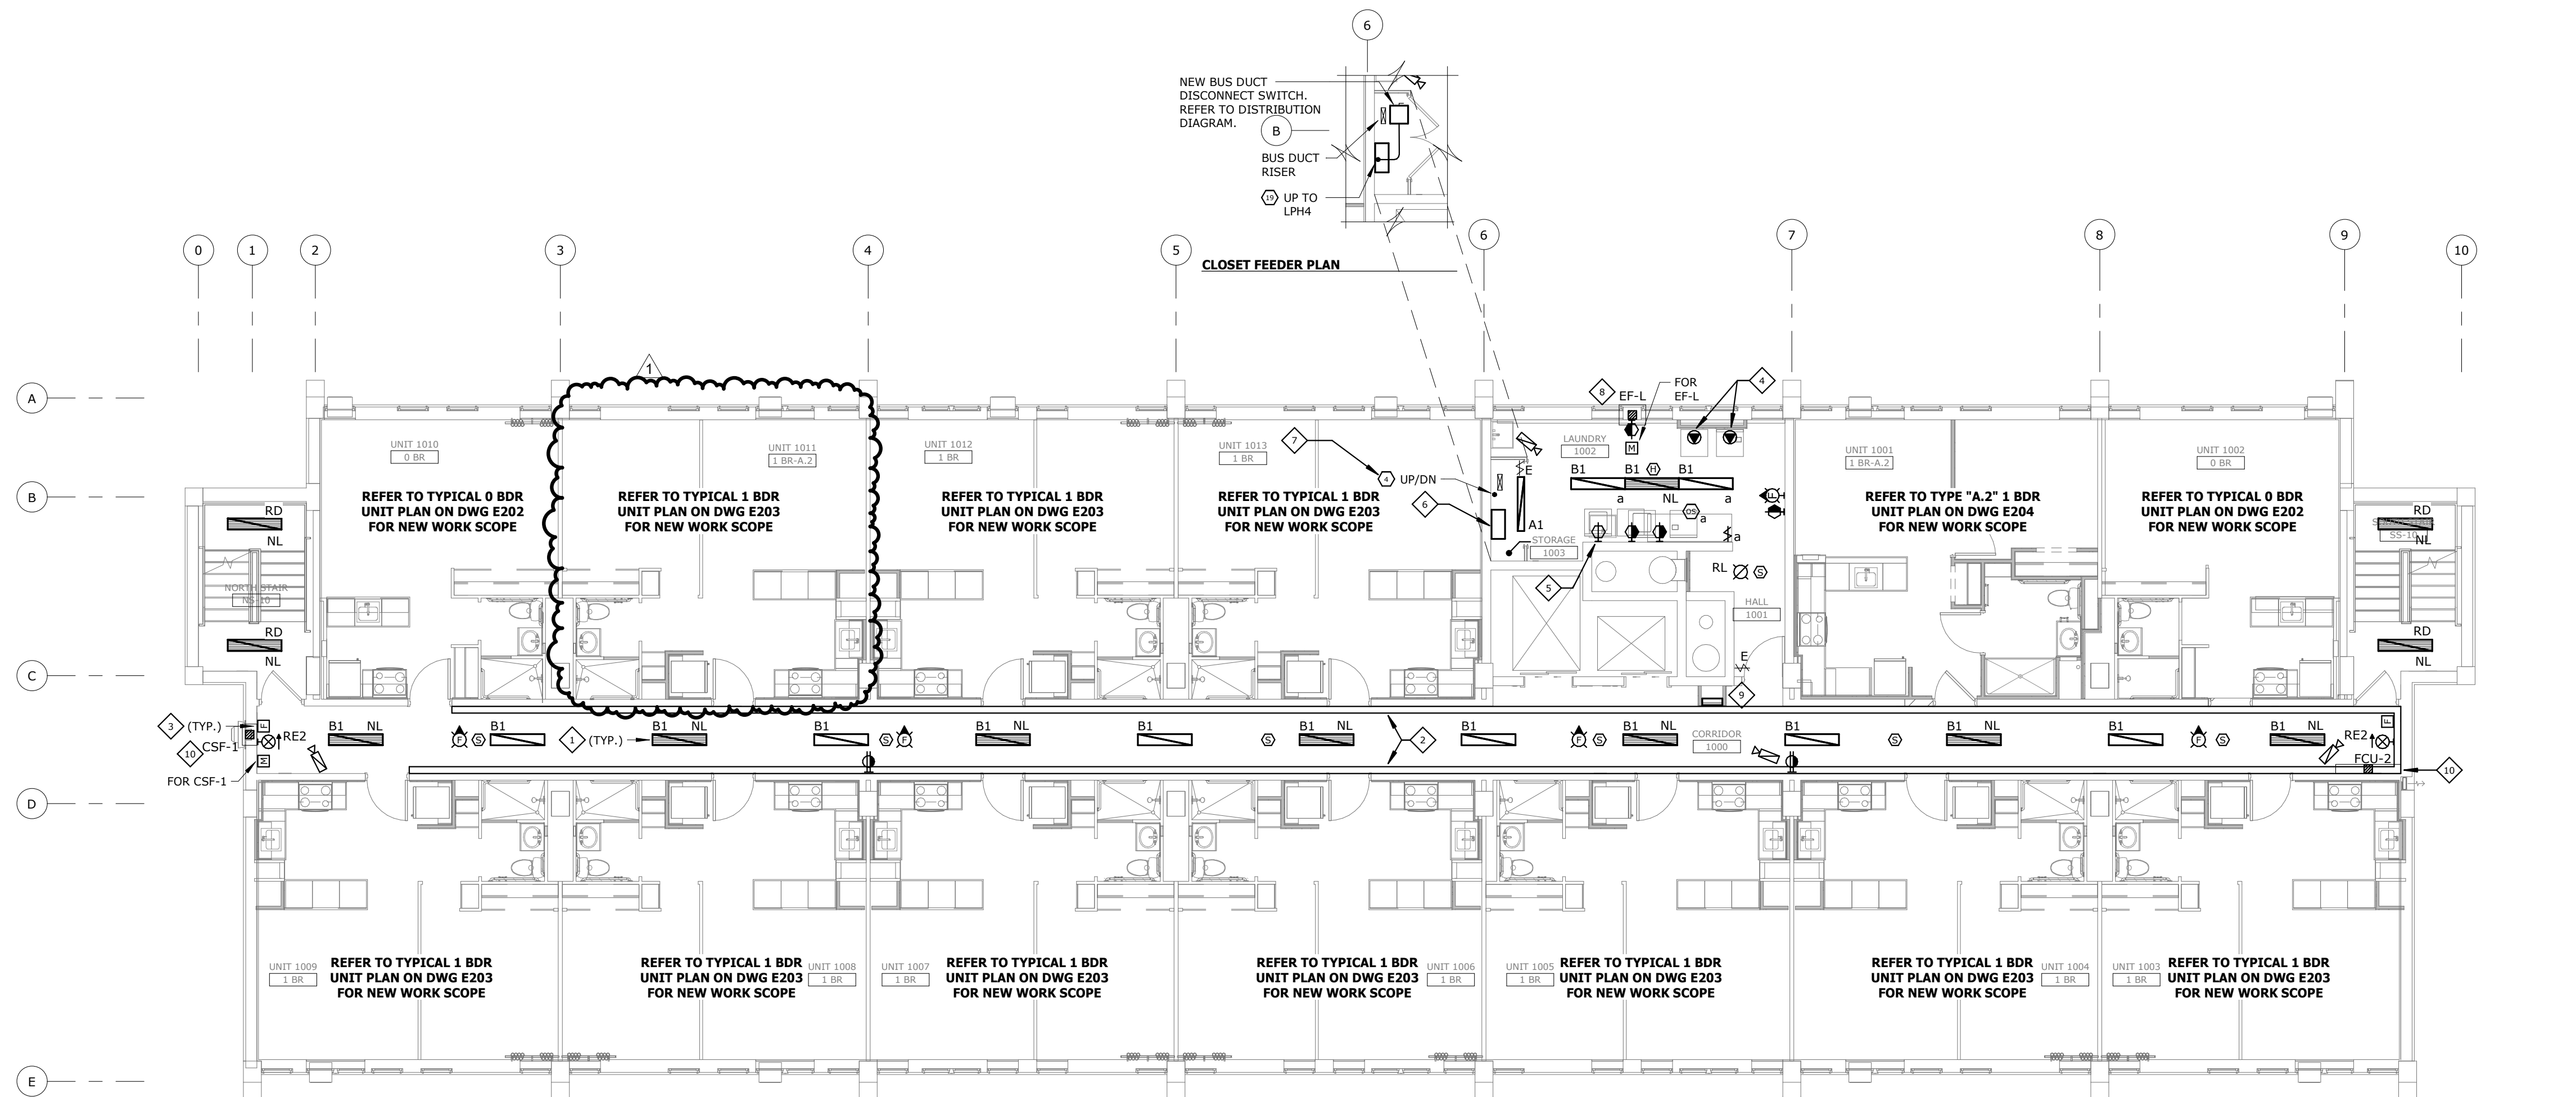 6
NEW BUS DUCT
DISCONNECT SWITCH.
REFER TO DISTRIBUTION
DIAGRAM.
B
BUS DUCT
RISER
19 UP TO
LPH4
CLOSET FEEDER PLAN
0 1 2 3 4 5 6 7 8 9 10
A
B
C
D
E
1
UNIT 1010
0 BR
REFER TO TYPICAL 0 BDR
UNIT PLAN ON DWG E202
FOR NEW WORK SCOPE
UNIT 1011
1 BR-A.2
REFER TO TYPICAL 1 BDR
UNIT PLAN ON DWG E203
FOR NEW WORK SCOPE
UNIT 1012
1 BR
REFER TO TYPICAL 1 BDR
UNIT PLAN ON DWG E203
FOR NEW WORK SCOPE
UNIT 1013
1 BR
REFER TO TYPICAL 1 BDR
UNIT PLAN ON DWG E203
FOR NEW WORK SCOPE
7
4 UP/DN
6
E
A1
STORAGE
1003
5
8 EF-L
FOR
EF-L
4
M
LAUNDRY
1002
B1 B1 H B1
a NL a
OS a
a
F
RL S
HALL
1001
E
9
UNIT 1001
1 BR-A.2
REFER TO TYPE "A.2" 1 BDR
UNIT PLAN ON DWG E204
FOR NEW WORK SCOPE
UNIT 1002
0 BR
REFER TO TYPICAL 0 BDR
UNIT PLAN ON DWG E202
FOR NEW WORK SCOPE
RD
NL
NORTH STAIR
NS-10
RD
NL
RD
NL
SS-10
RD
NL
3 (TYP.)
F
10 CSF-1
RE2
M
FOR CSF-1
B1 NL
F S
B1
1 (TYP.)
B1 NL
B1
S F
B1 NL
B1
S
B1 NL
2
B1
F S
B1 NL
CORRIDOR
1000
B1
S
B1 NL
B1
F S
B1 NL
F
RE2
FCU-2
10
UNIT 1009
1 BR
REFER TO TYPICAL 1 BDR
UNIT PLAN ON DWG E203
FOR NEW WORK SCOPE
REFER TO TYPICAL 1 BDR
UNIT PLAN ON DWG E203
FOR NEW WORK SCOPE
UNIT 1008
1 BR
UNIT 1007
1 BR
REFER TO TYPICAL 1 BDR
UNIT PLAN ON DWG E203
FOR NEW WORK SCOPE
REFER TO TYPICAL 1 BDR
UNIT PLAN ON DWG E203
FOR NEW WORK SCOPE
UNIT 1006
1 BR
UNIT 1005
1 BR
REFER TO TYPICAL 1 BDR
UNIT PLAN ON DWG E203
FOR NEW WORK SCOPE
REFER TO TYPICAL 1 BDR
UNIT PLAN ON DWG E203
FOR NEW WORK SCOPE
UNIT 1004
1 BR
UNIT 1003
1 BR
REFER TO TYPICAL 1 BDR
UNIT PLAN ON DWG E203
FOR NEW WORK SCOPE